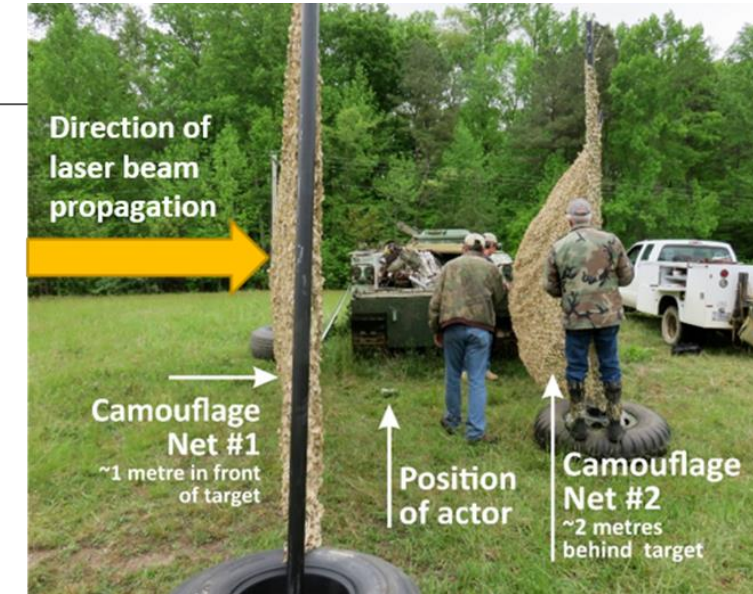 Direction of
laser beam
propagation
Camouflage
Net #1
~1 metre in front
of target
Position
of actor
Camouflage
Net #2
~2 metres
behind target